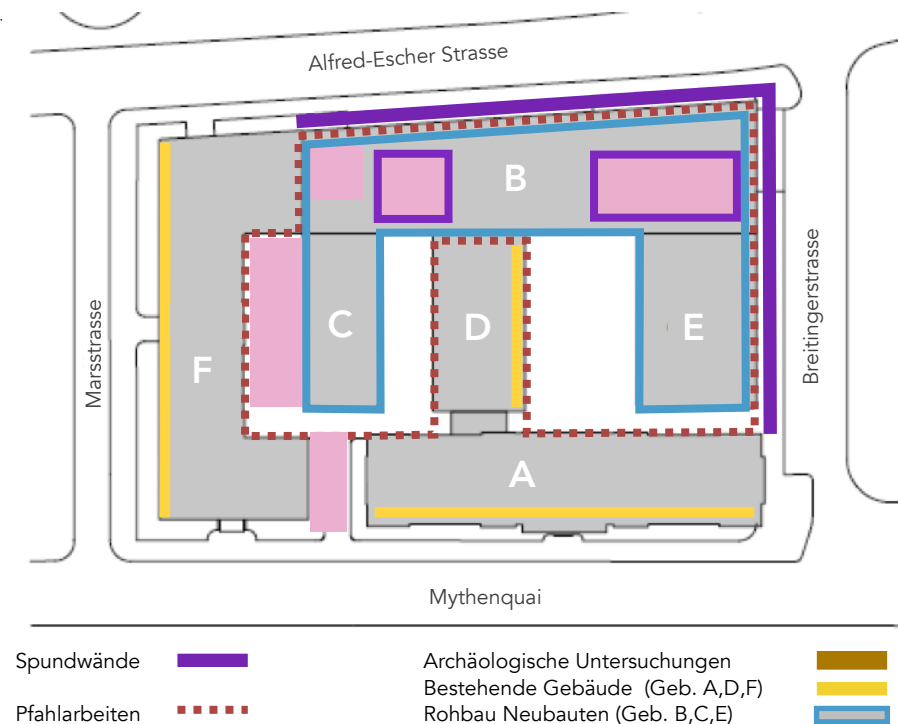 Alfred-Escher Strasse
Marsstrasse
Breitingerstrasse
B
C
D
E
F
A
Mythenquai
Spundwände
Pfahlarbeiten
Archäologische Untersuchungen
Bestehende Gebäude (Geb. A,D,F)
Rohbau Neubauten (Geb. B,C,E)